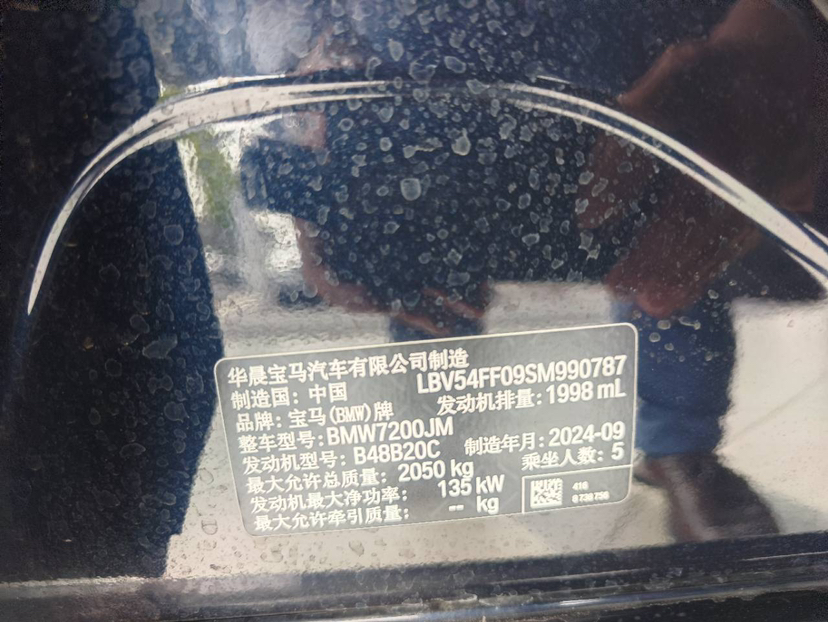 华晨宝马汽车有限公司制造
制造国：中国 LBV54FF09SM990787
品牌：宝马(BMW)牌 发动机排量：1998 mL
整车型号：BMW7200JM
发动机型号：B48B20C 制造年月：2024-09
最大允许总质量：2050 kg 乘坐人数：5
发动机最大净功率：135 kW
最大允许牵引质量：-- kg
416
8738756